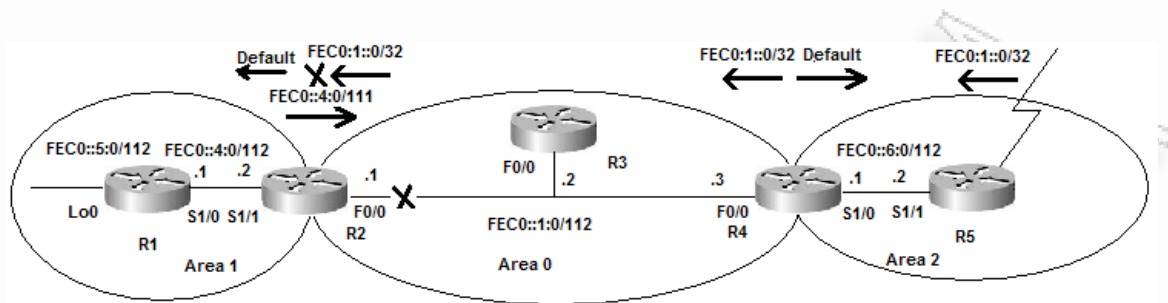 FEC0:1::0/32
Default
FEC0::4:0/111
FEC0:1::0/32
Default
FEC0:1::0/32
FEC0::5:0/112
FEC0::4:0/112
.1
.2
Lo0
S1/0
S1/1
R1
Area 1
.1
F0/0
R2
F0/0
R3
.2
.3
FEC0::1:0/112
F0/0
R4
Area 0
FEC0::6:0/112
.1
.2
S1/0
S1/1
R5
Area 2